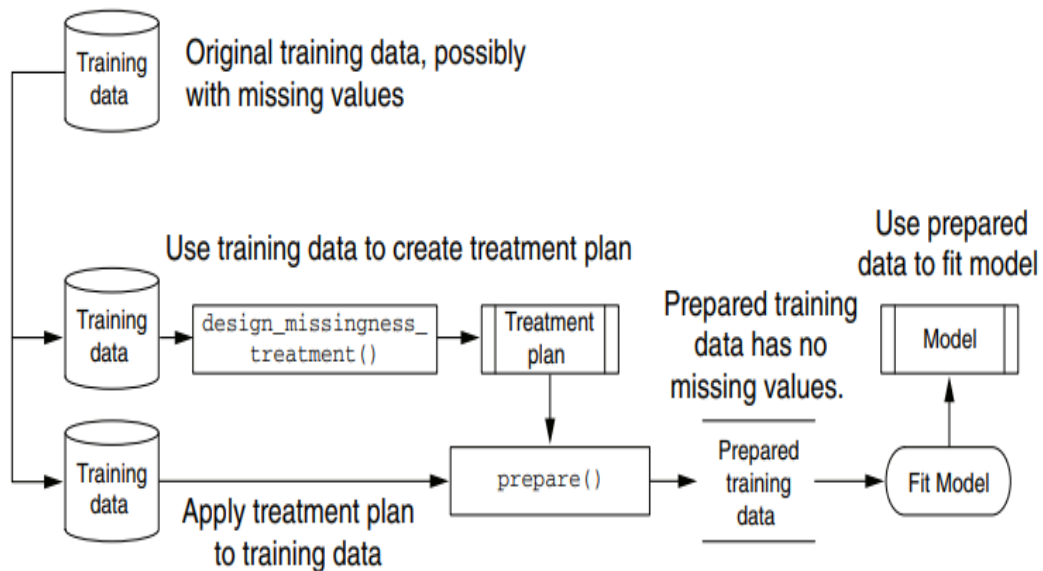 Training
data
Original training data, possibly
with missing values
Use training data to create treatment plan
Training
data
design_missingness_
treatment()
Treatment
plan
Prepared training
data has no
missing values.
Use prepared
data to fit model
Model
Training
data
Apply treatment plan
to training data
prepare()
Prepared
training
data
Fit Model